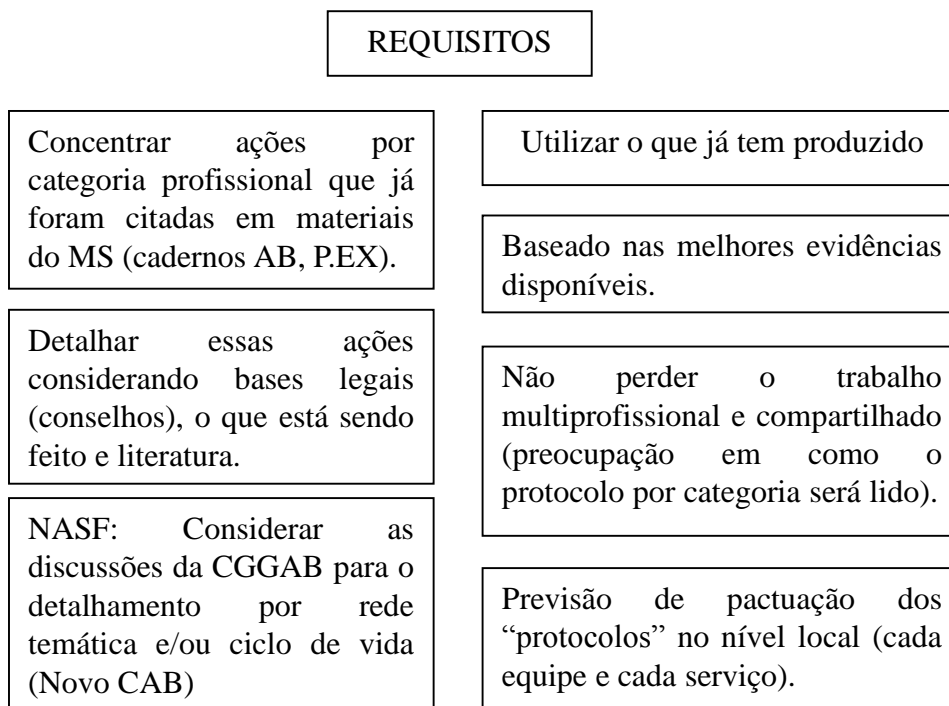 REQUISITOS
Concentrar ações por
categoria profissional que já
foram citadas em materiais
do MS (cadernos AB, P.EX).
Detalhar essas ações
considerando bases legais
(conselhos), o que está sendo
feito e literatura.
NASF: Considerar as
discussões da CGGAB para o
detalhamento por rede
temática e/ou ciclo de vida
(Novo CAB)
Utilizar o que já tem produzido
Baseado nas melhores evidências
disponíveis.
Não perder o trabalho
multiprofissional e compartilhado
(preocupação em como o
protocolo por categoria será lido).
Previsão de pactuação dos
“protocolos” no nível local (cada
equipe e cada serviço).